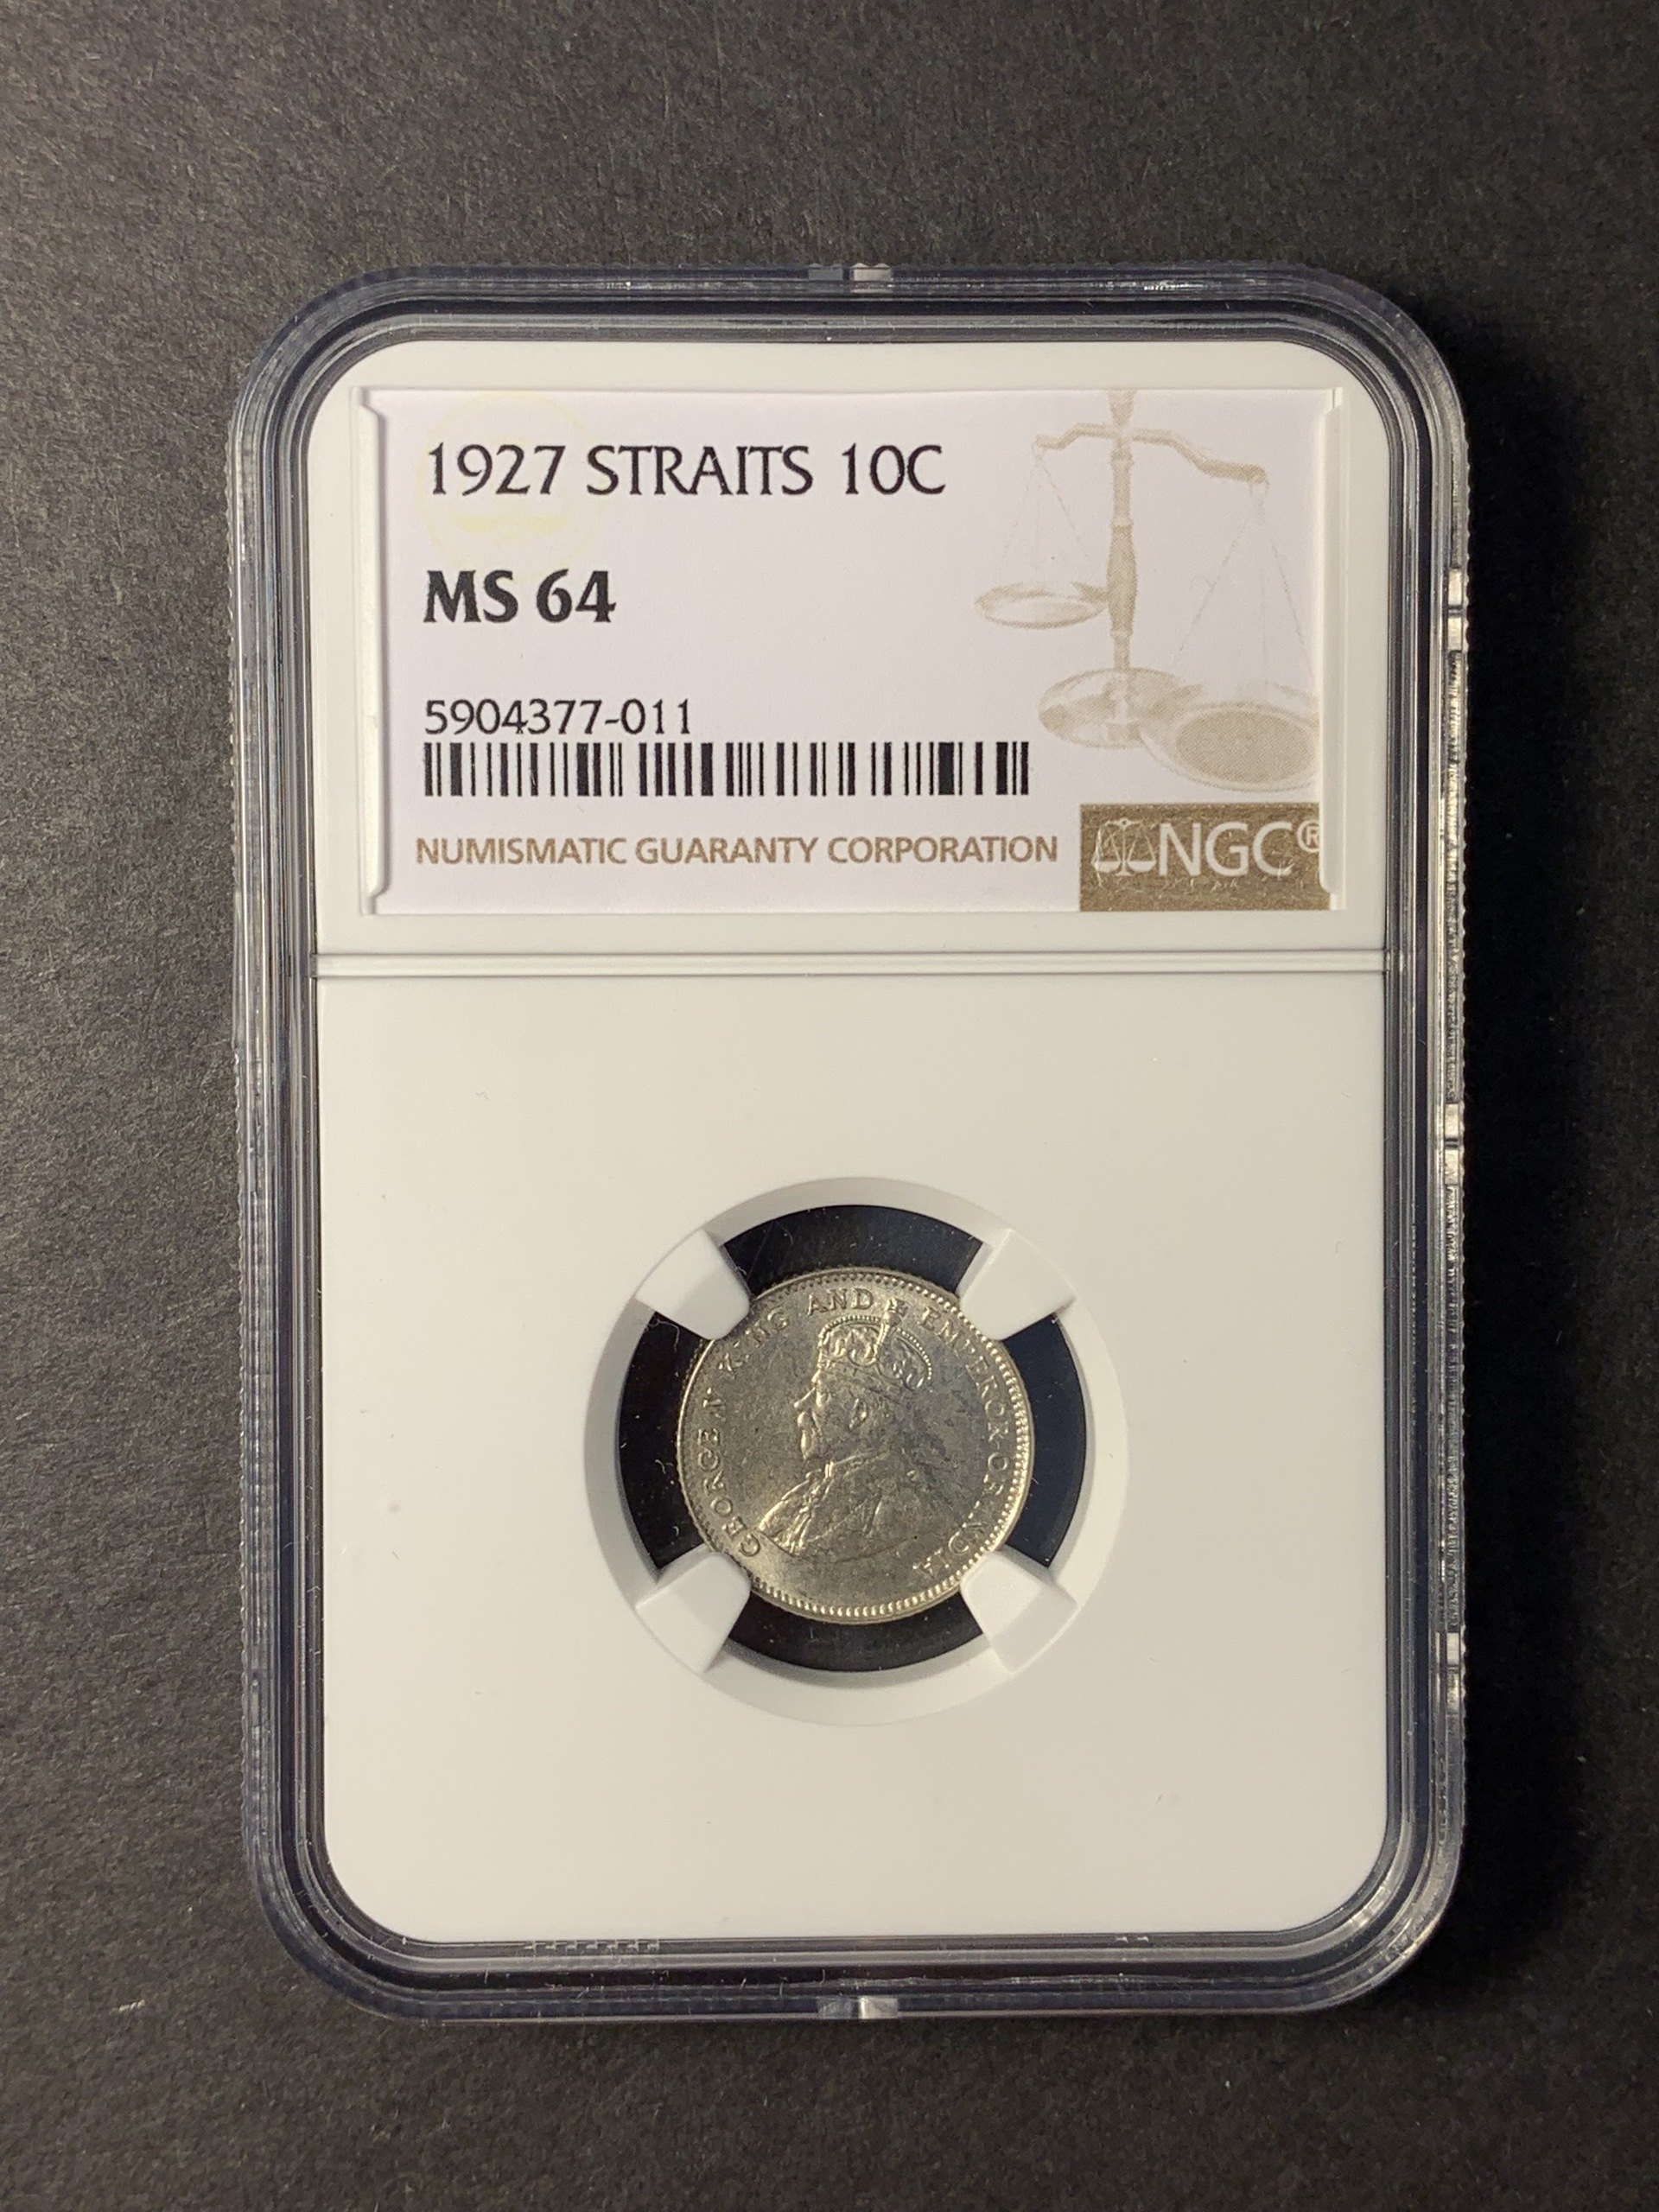 1927 STRAITS 10C
MS 64
5904377-011
NUMISMATIC GUARANTY CORPORATION
NGC®
GEORGE V KING AND EMPEROR OF INDIA